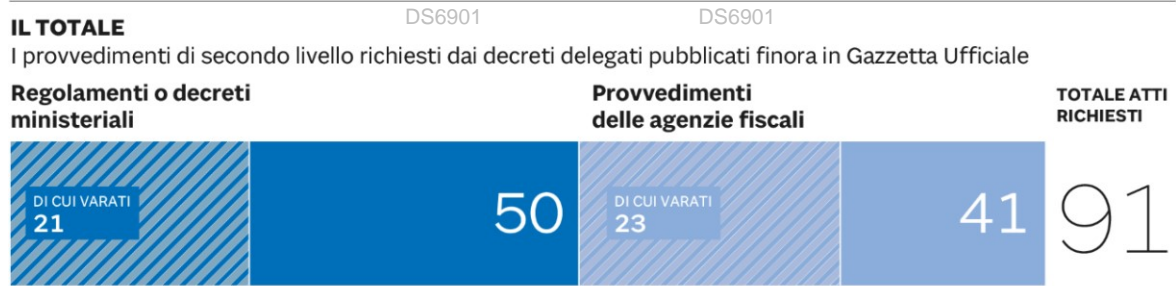 DS6901 DS6901
IL TOTALE
I provvedimenti di secondo livello richiesti dai decreti delegati pubblicati finora in Gazzetta Ufficiale
Regolamenti o decreti
ministeriali
DI CUI VARATI
21
50
Provvedimenti
delle agenzie fiscali
DI CUI VARATI
23
41
TOTALE ATTI
RICHIESTI
91